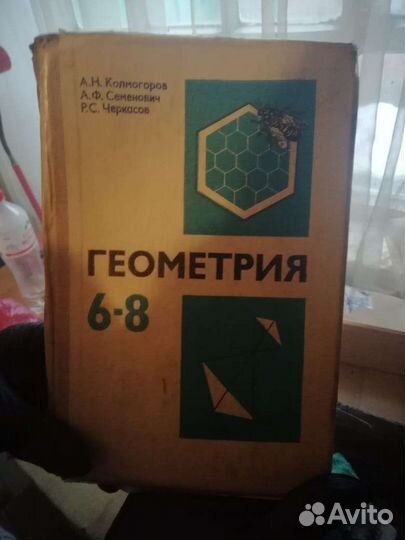 А.Н. Колмогоров
А.Ф. Семенович
Р.С. Черкасов
ГЕОМЕТРИЯ
6-8
Avito